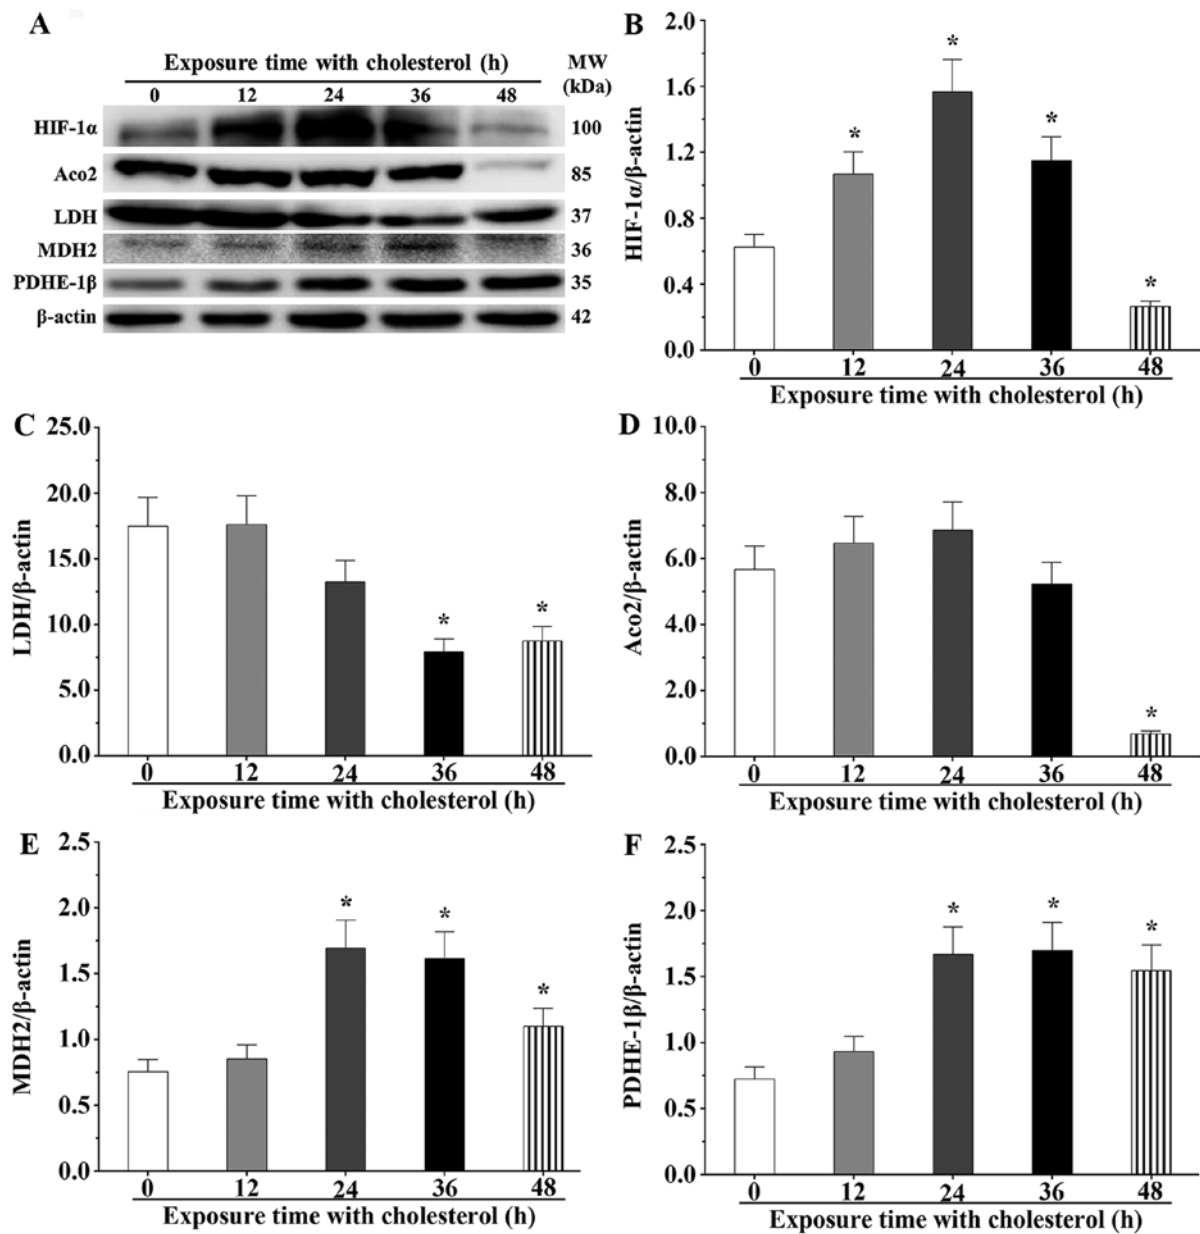 A
Exposure time with cholesterol (h)
MW
(kDa)
0 12 24 36 48
HIF-1α 100
Aco2 85
LDH 37
MDH2 36
PDHE-1β 35
β-actin 42
B
HIF-1α/β-actin
2.0
1.6
1.2
0.8
0.4
0.0
* * * *
0 12 24 36 48
Exposure time with cholesterol (h)
C
LDH/β-actin
25.0
20.0
15.0
10.0
5.0
0.0
* *
0 12 24 36 48
Exposure time with cholesterol (h)
D
Aco2/β-actin
10.0
8.0
6.0
4.0
2.0
0.0
*
0 12 24 36 48
Exposure time with cholesterol (h)
E
MDH2/β-actin
2.5
2.0
1.5
1.0
0.5
0.0
* * *
0 12 24 36 48
Exposure time with cholesterol (h)
F
PDHE-1β/β-actin
2.5
2.0
1.5
1.0
0.5
0.0
* * *
0 12 24 36 48
Exposure time with cholesterol (h)